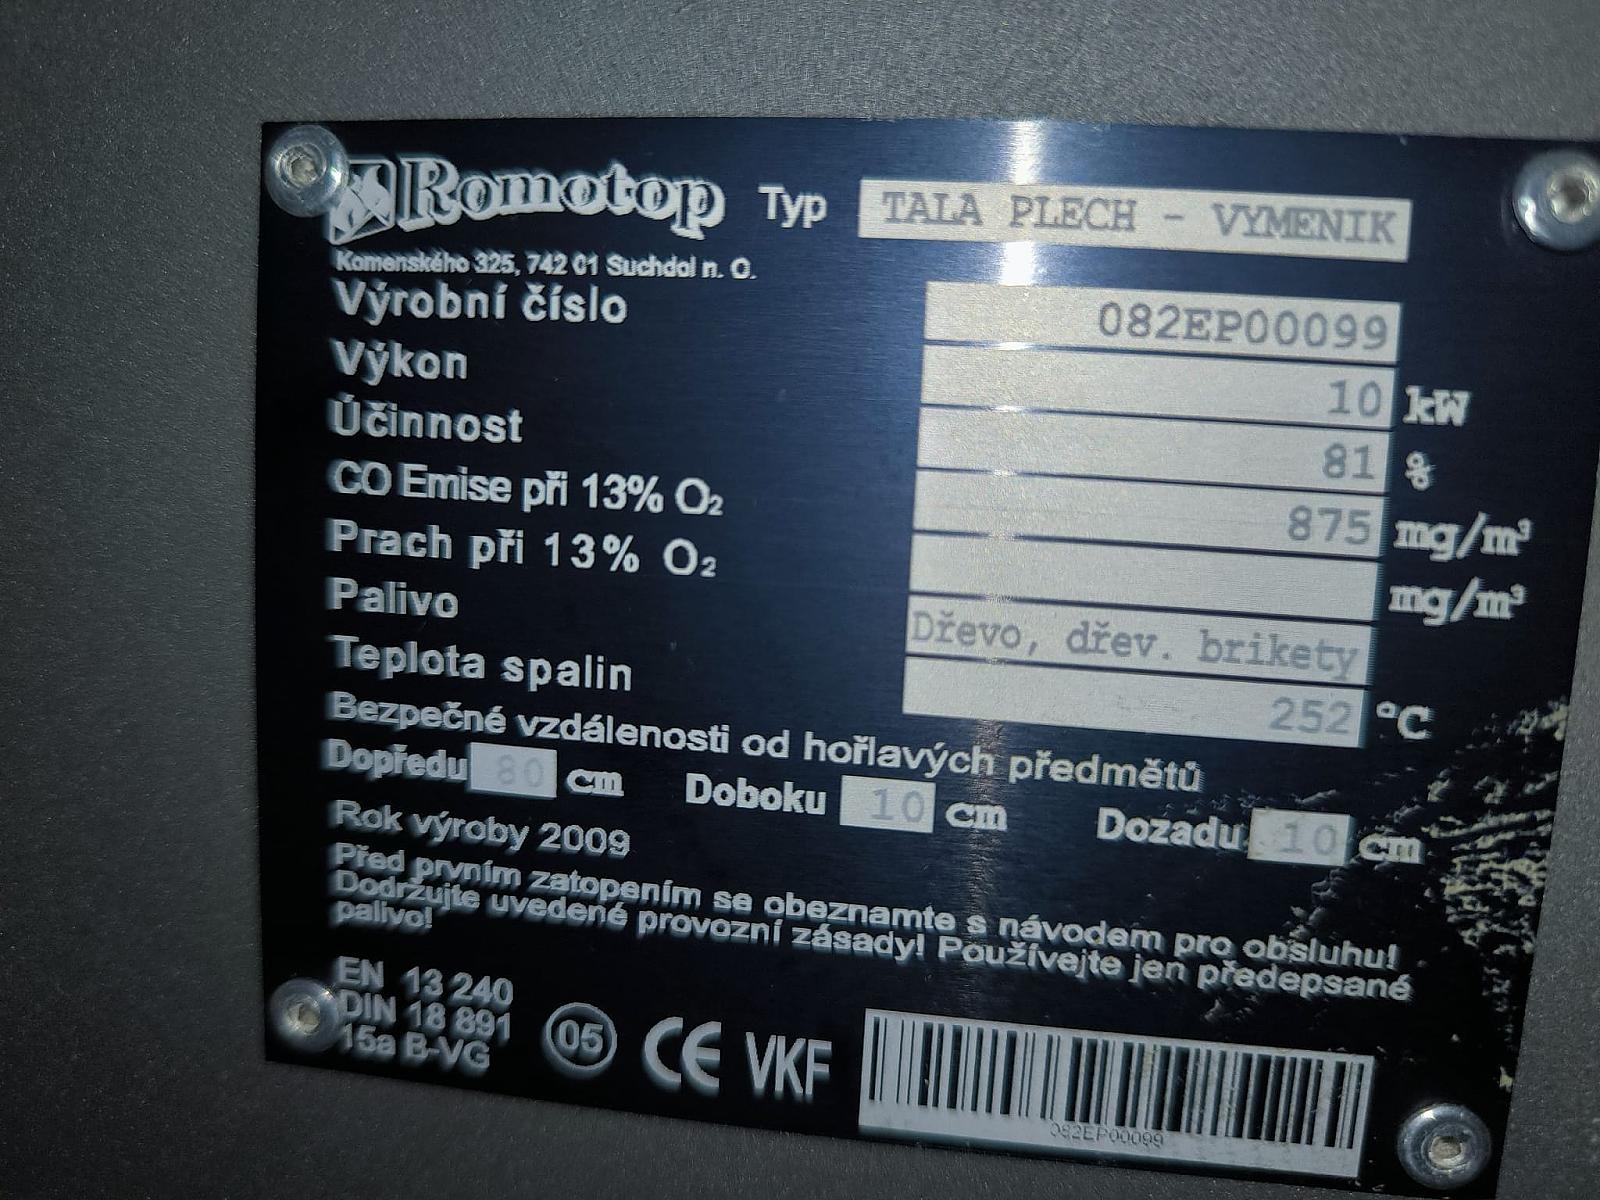 Romotop Typ TALA PLECH - VYMENIK
Komenského 325, 742 01 Suchdol n. O.
Výrobní číslo 082EP00099
Výkon 10 kW
Účinnost 81 %
CO Emise při 13% O₂ 875 mg/m³
Prach při 13% O₂ mg/m³
Palivo Dřevo, dřev. brikety
Teplota spalin 252 °C
Bezpečné vzdálenosti od hořlavých předmětů
Dopředu 80 cm Doboku 10 cm Dozadu 10 cm
Rok výroby 2009
Před prvním zatopením se obeznamte s návodem pro obsluhu!
Dodržujte uvedené provozní zásady! Používejte jen předepsané
palivo!
EN 13 240
DIN 18 891
15a B-VG
05 CE VKF
082EP00099